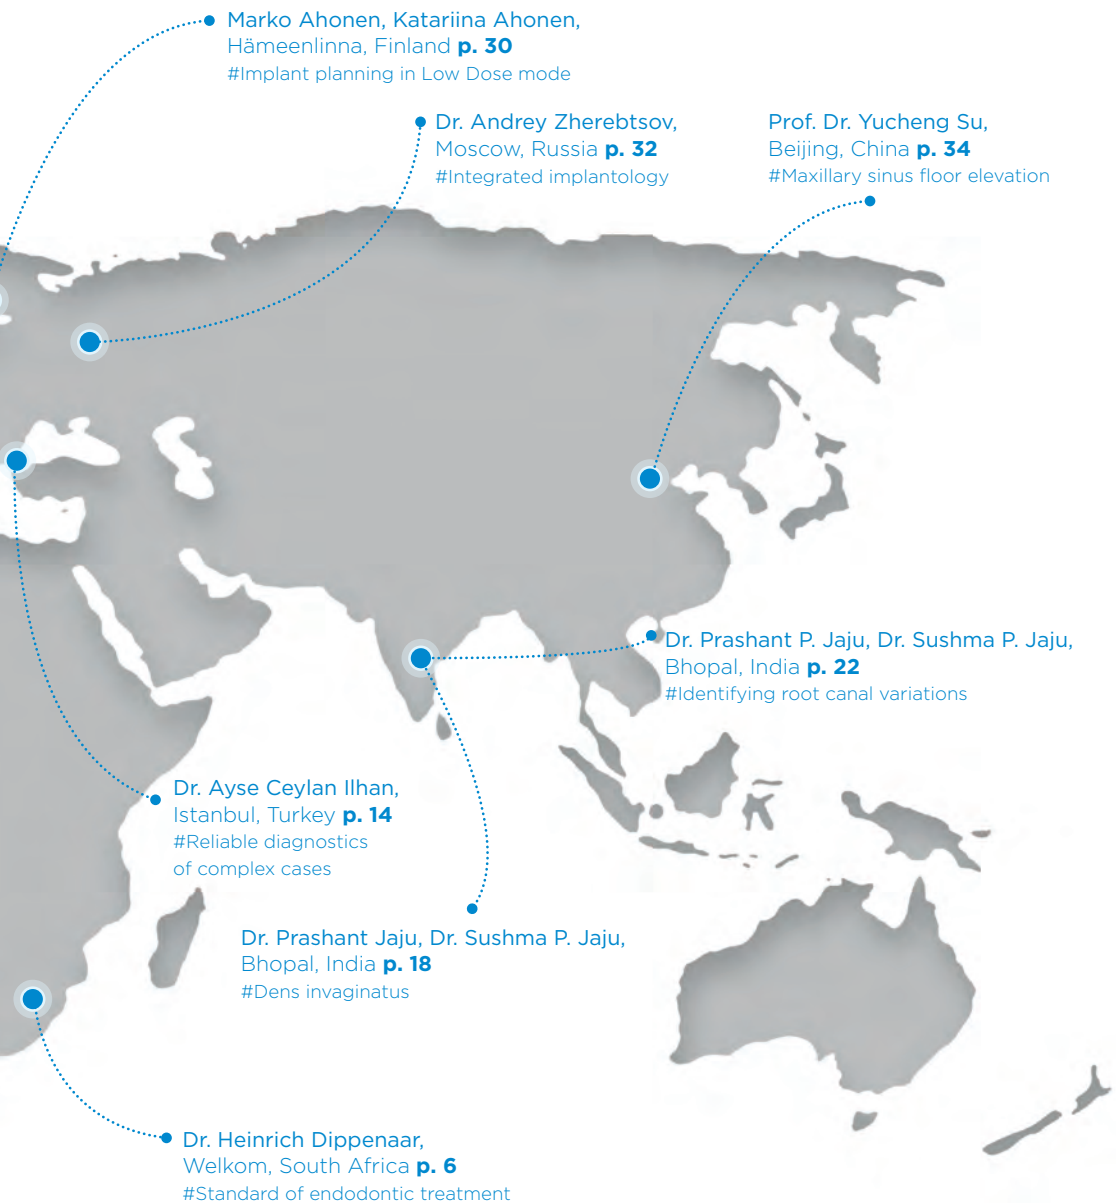 Marko Ahonen, Katariina Ahonen,
Hämeenlinna, Finland p. 30
#Implant planning in Low Dose mode
Dr. Andrey Zherebtsov,
Moscow, Russia p. 32
#Integrated implantology
Prof. Dr. Yucheng Su,
Beijing, China p. 34
#Maxillary sinus floor elevation
Dr. Prashant P. Jaju, Dr. Sushma P. Jaju,
Bhopal, India p. 22
#Identifying root canal variations
Dr. Ayse Ceylan Ilhan,
Istanbul, Turkey p. 14
#Reliable diagnostics
of complex cases
Dr. Prashant Jaju, Dr. Sushma P. Jaju,
Bhopal, India p. 18
#Dens invaginatus
Dr. Heinrich Dippenaar,
Welkom, South Africa p. 6
#Standard of endodontic treatment